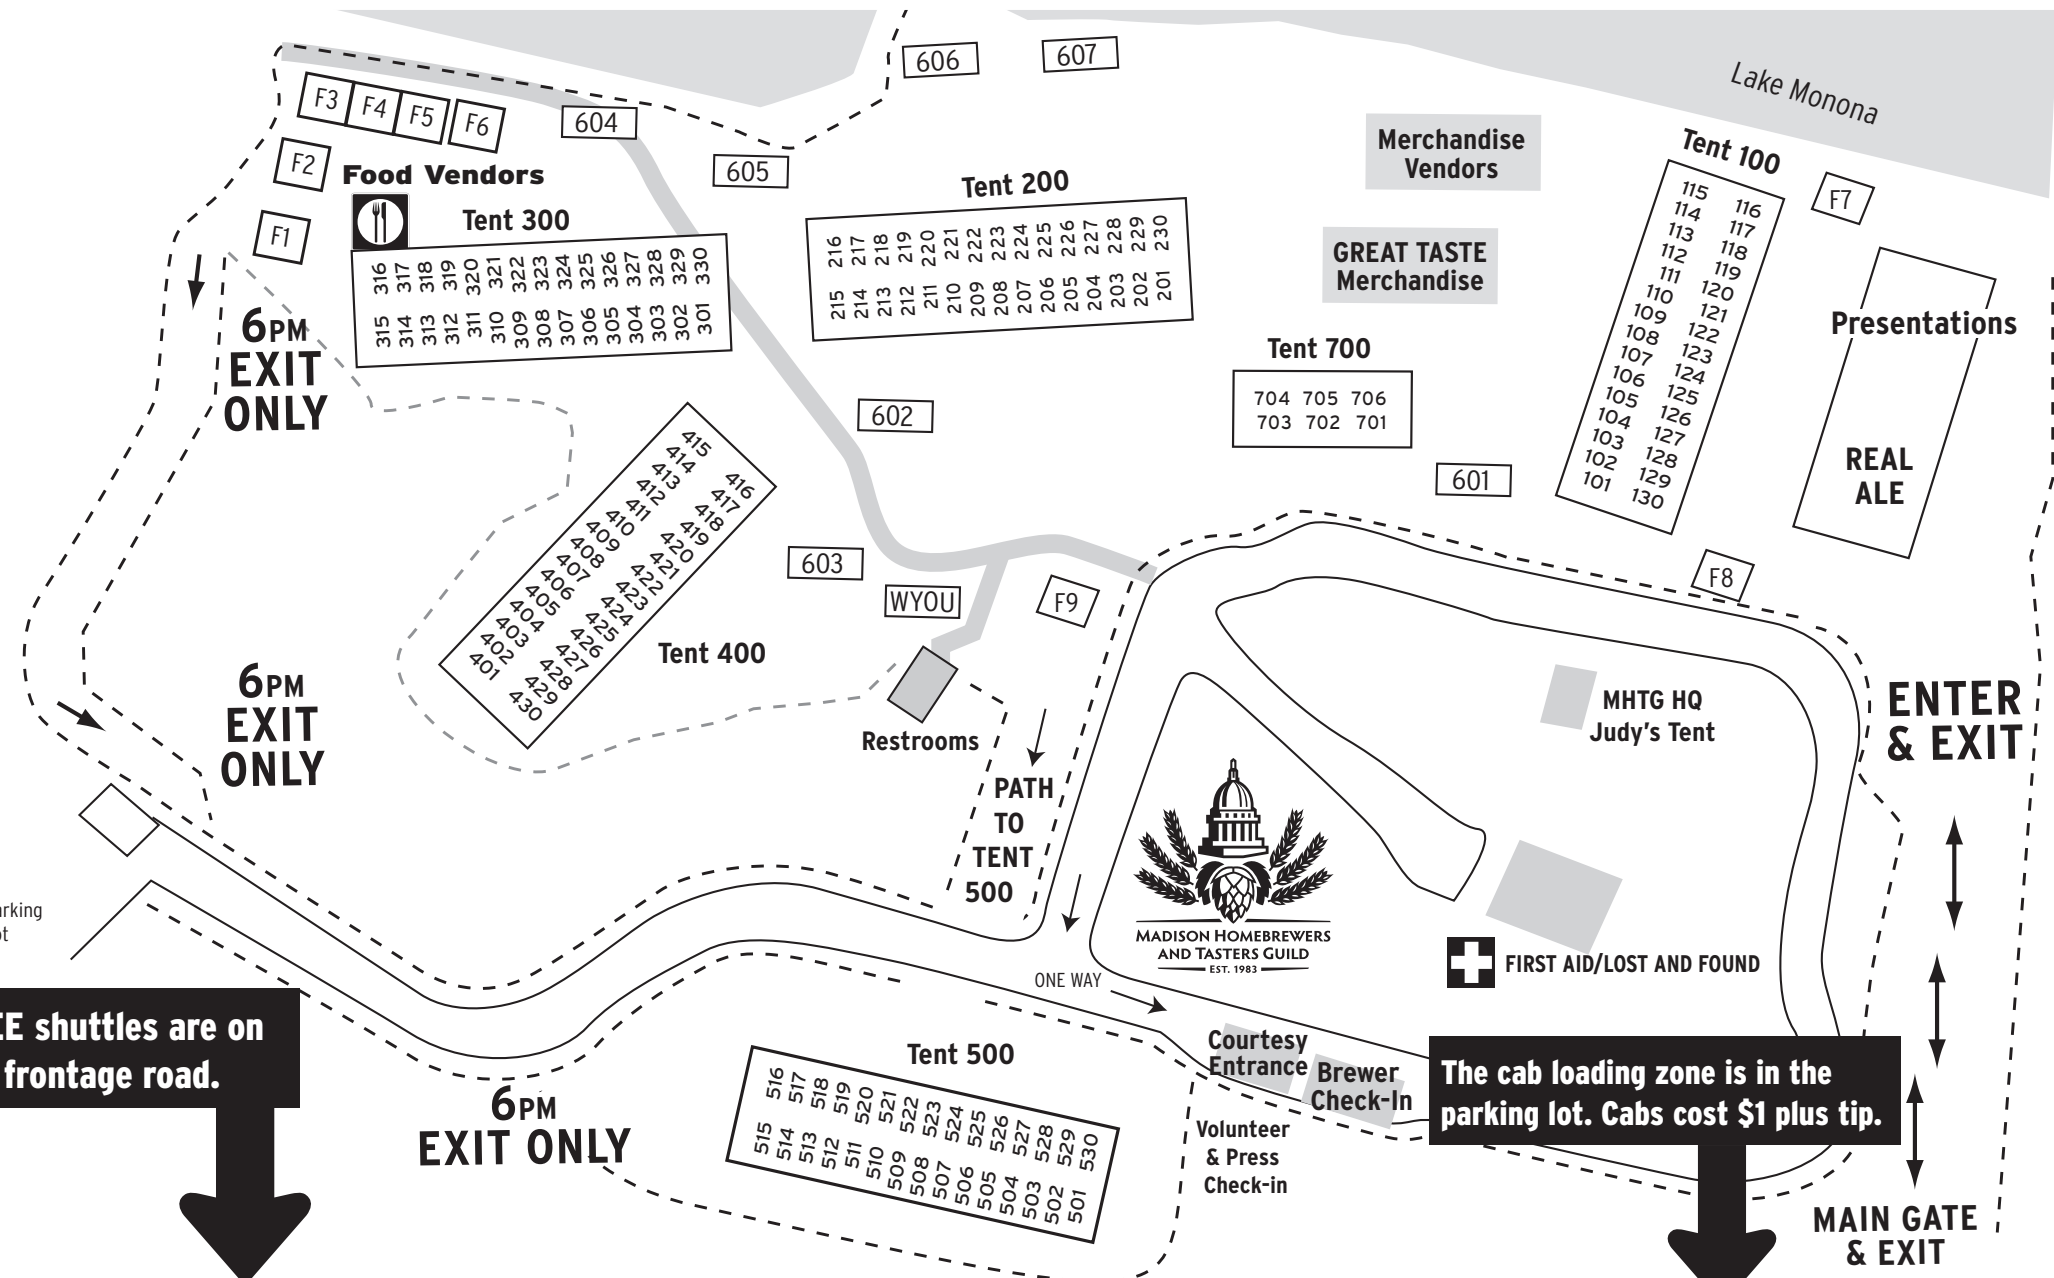 606
607
Lake Monona
F3
F4
F5
F6
604
F2
605
F1
Food Vendors
Tent 300
316 317 318 319 320 321 322 323 324 325 326 327 328 329 330
315 314 313 312 311 310 309 308 307 306 305 304 303 302 301
Tent 200
216 217 218 219 220 221 222 223 224 225 226 227 228 229 230
215 214 213 212 211 210 209 208 207 206 205 204 203 202 201
Merchandise
Vendors
GREAT TASTE
Merchandise
Tent 100
115 116
114 117
113 118
112 119
111 120
110 121
109 122
108 123
107 124
106 125
105 126
104 127
103 128
102 129
101 130
F7
Presentations
REAL
ALE
Tent 700
704 705 706
703 702 701
602
601
6PM
EXIT
ONLY
415 416
414 417
413 418
412 419
411 420
410 421
409 422
408 423
407 424
406 425
405 426
404 427
403 428
402 429
401 430
Tent 400
603
WYOU
F9
F8
Restrooms
6PM
EXIT
ONLY
PATH
TO
TENT
500
MHTG HQ
Judy's Tent
ENTER
& EXIT
MADISON HOMEBREWERS
AND TASTERS GUILD
EST. 1983
FIRST AID/LOST AND FOUND
ONE WAY
shuttles are on
frontage road.
6PM
EXIT ONLY
Tent 500
516 517 518 519 520 521 522 523 524 525 526 527 528 529 530
515 514 513 512 511 510 509 508 507 506 505 504 503 502 501
Courtesy
Entrance
Brewer
Check-In
Volunteer
& Press
Check-in
The cab loading zone is in the
parking lot. Cabs cost $1 plus tip.
MAIN GATE
& EXIT